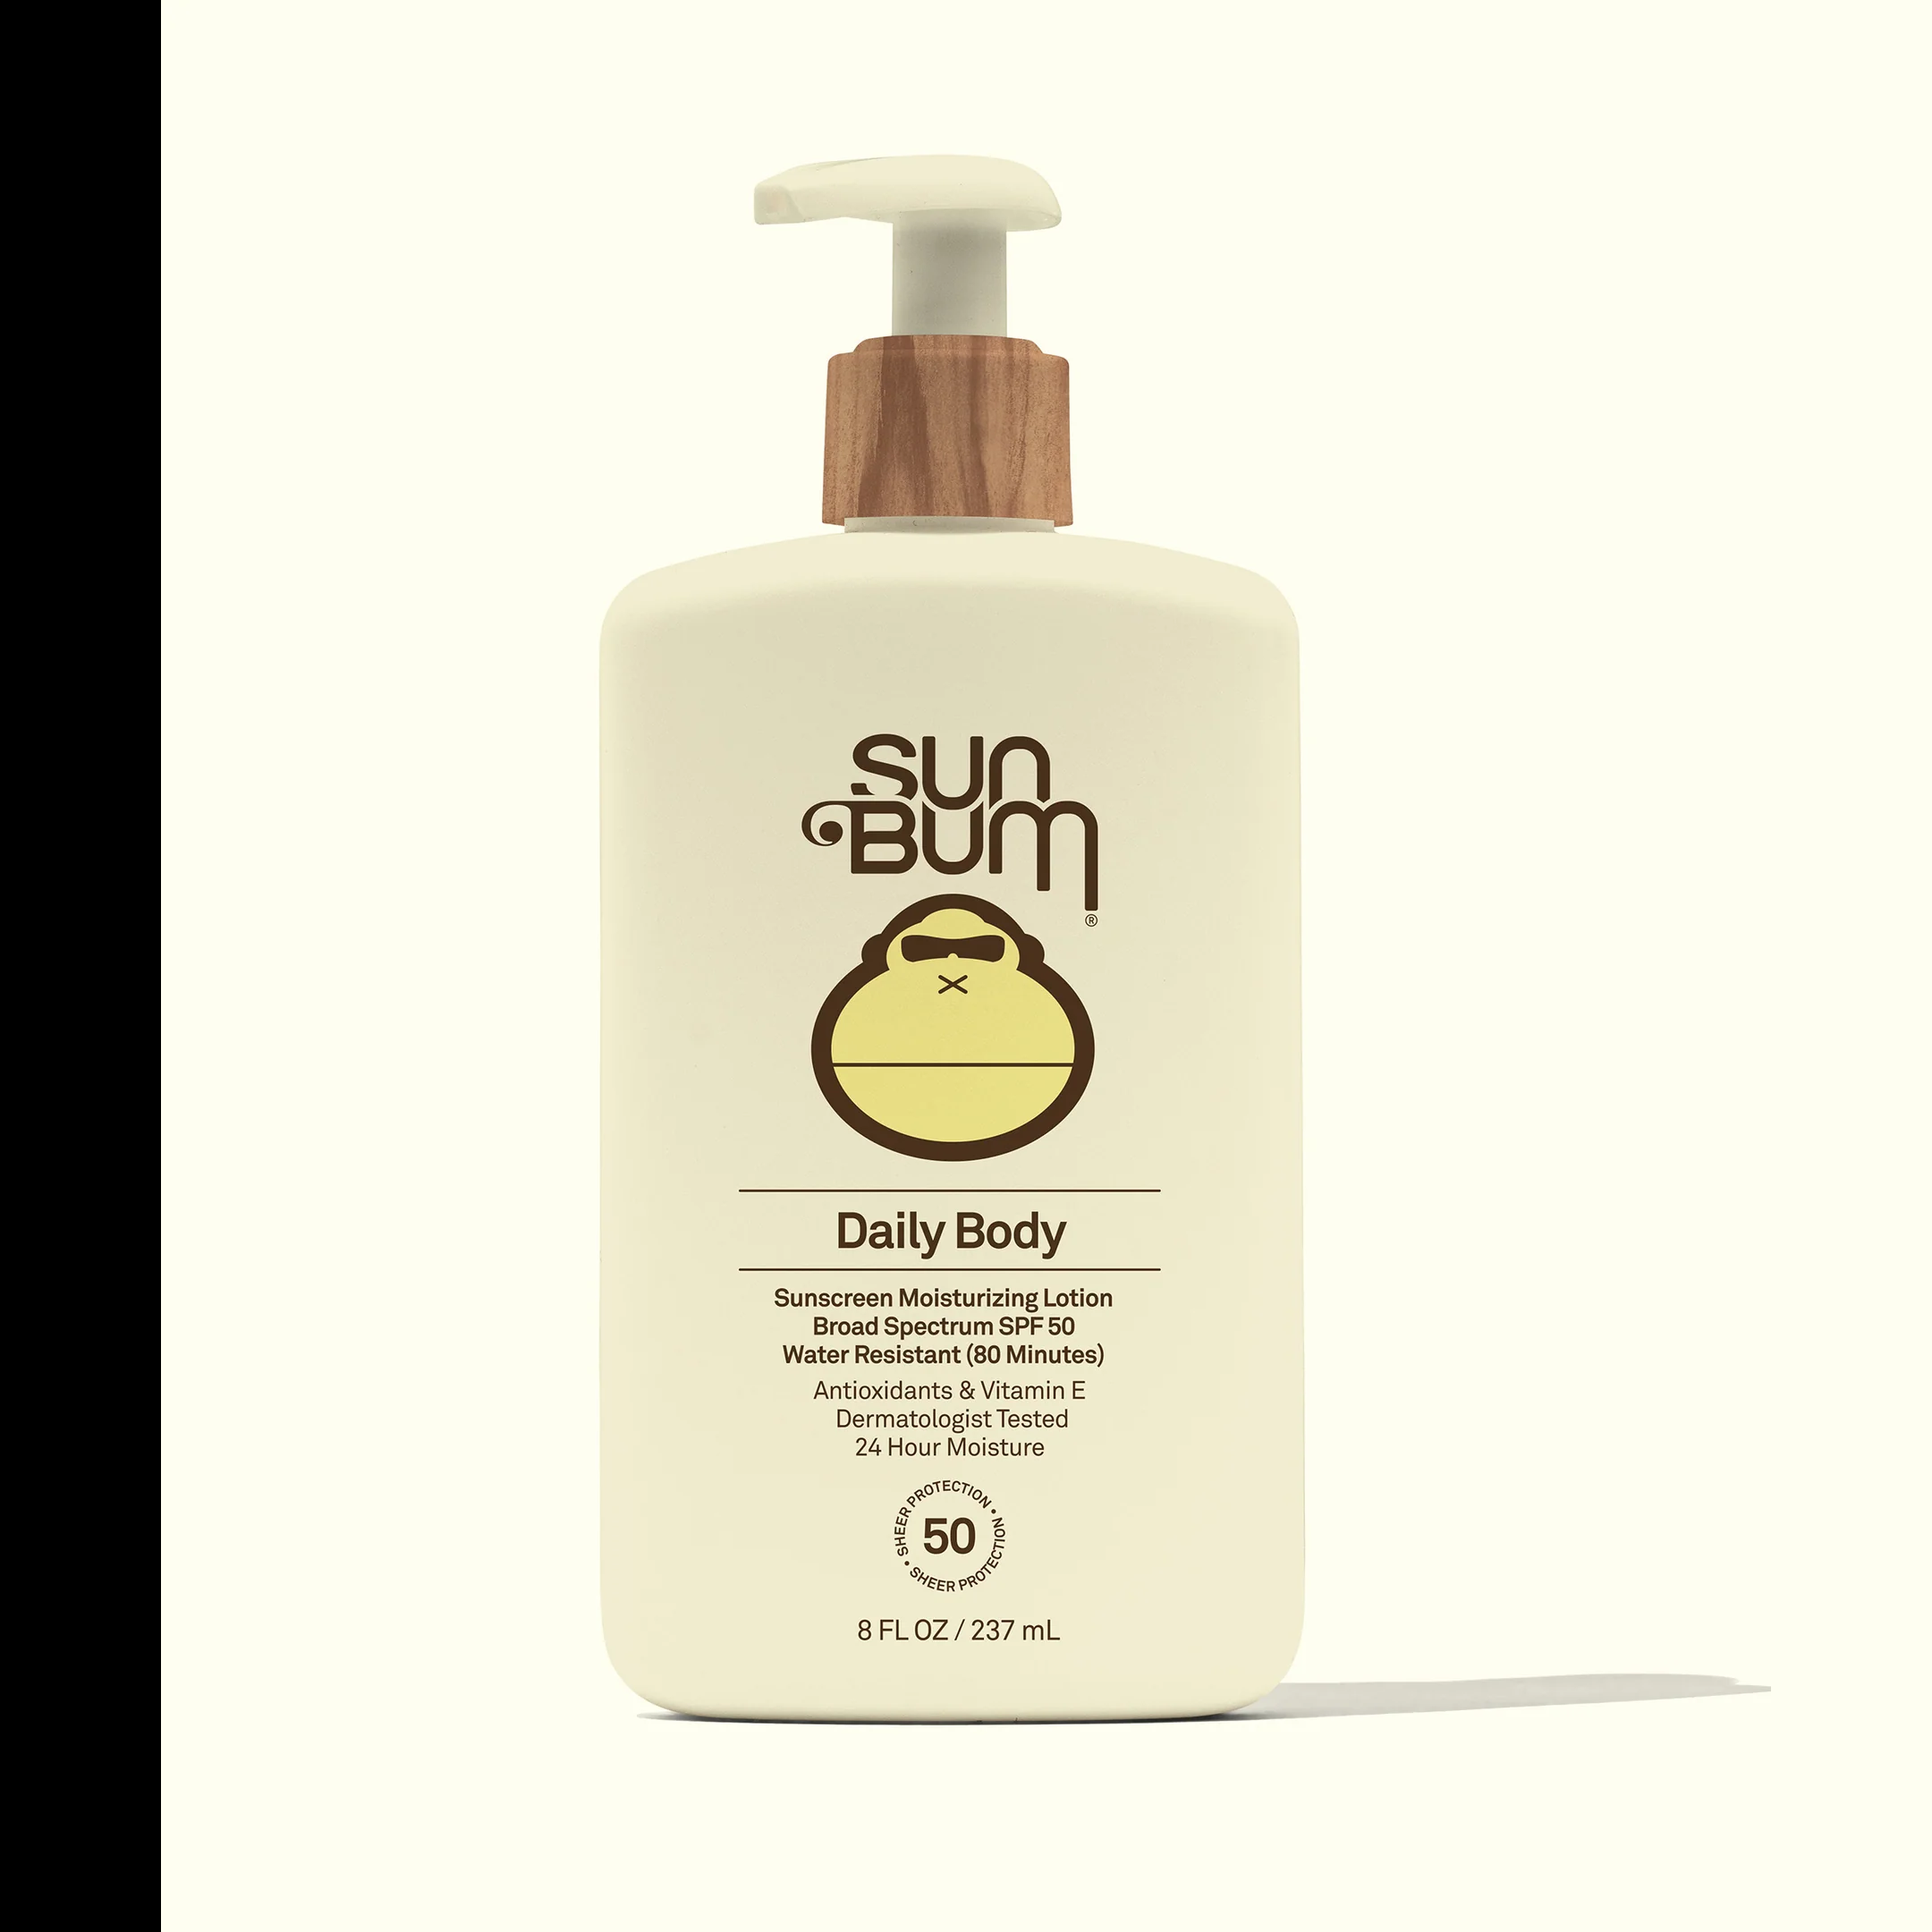 sun
Bum
®
Daily Body
Sunscreen Moisturizing Lotion
Broad Spectrum SPF 50
Water Resistant (80 Minutes)
Antioxidants & Vitamin E
Dermatologist Tested
24 Hour Moisture
SHEER PROTECTION • SHEER PROTECTION •
50
8 FL OZ / 237 mL